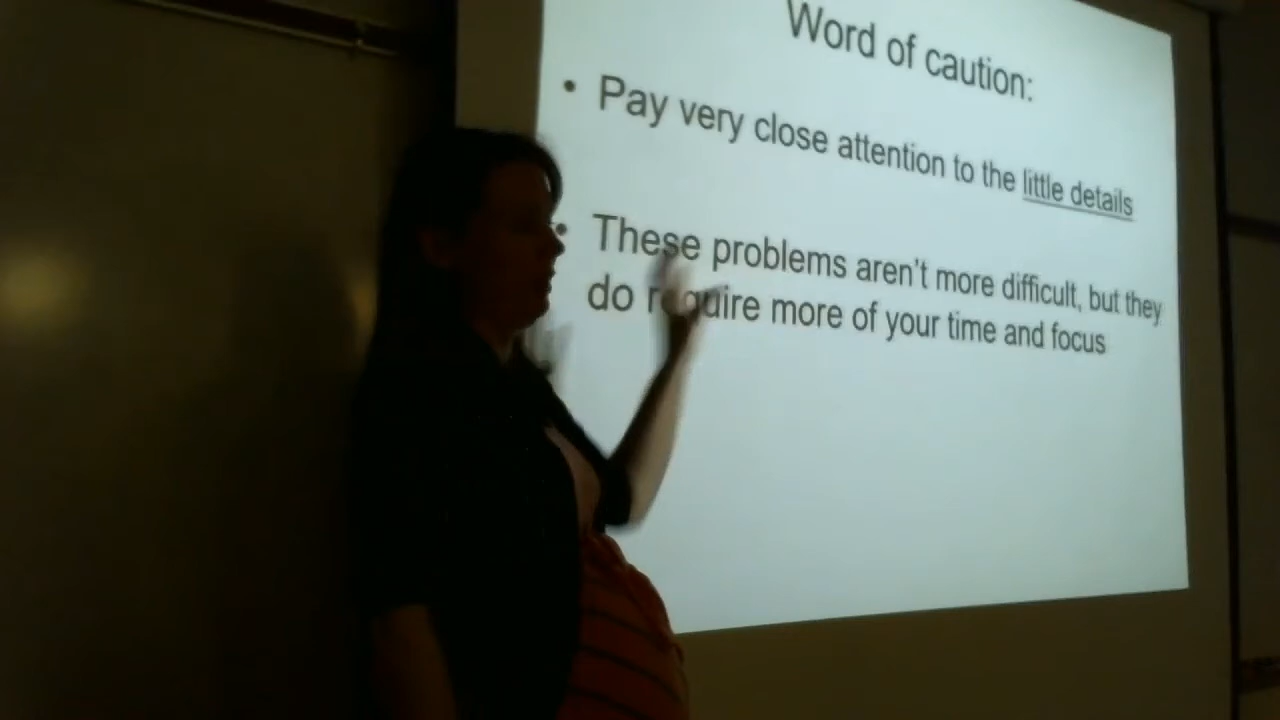 Word of caution:
• Pay very close attention to the little details
• These problems aren't more difficult, but they
do require more of your time and focus